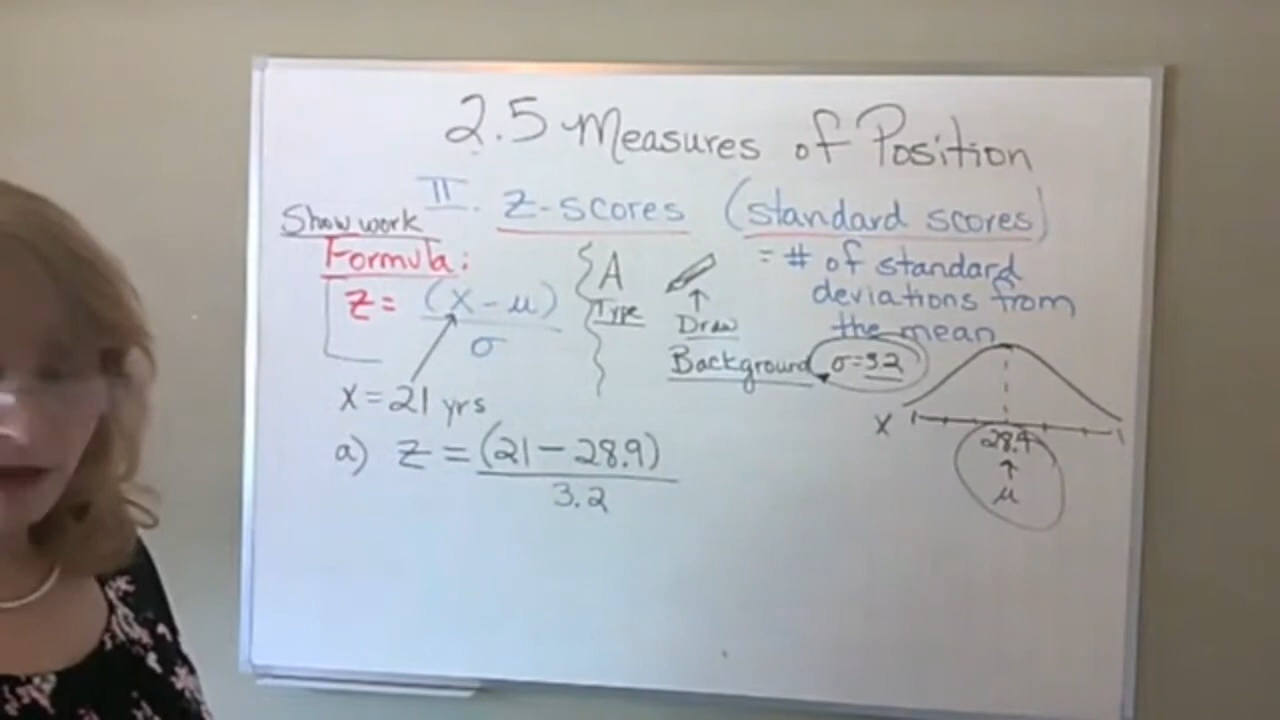 2.5 Measures of Position
II. z-scores (standard scores)
Show work
= # of standard
deviations from
the mean
Formula:
z = (x - μ)
σ
A
Type
Draw
Background
σ=3.2
x = 21 yrs
X
28.9
↑
μ
a) z = (21 - 28.9)
3.2